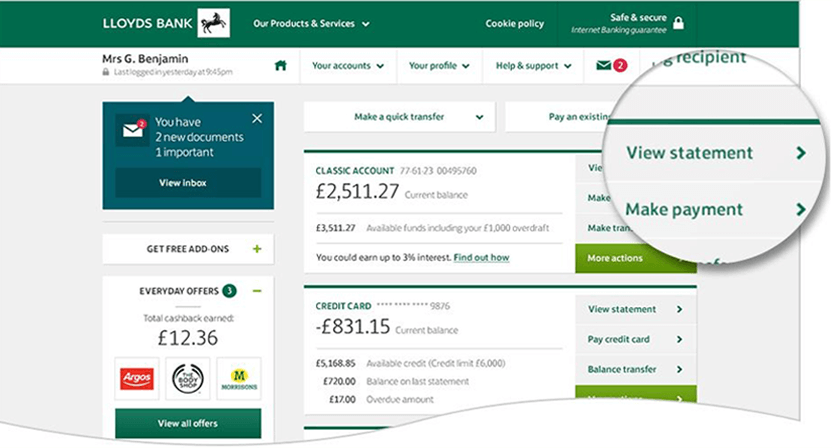 LLOYDS BANK
Our Products & Services
Cookie policy
Safe & secure
Internet Banking guarantee
Mrs G. Benjamin
Last logged in yesterday at 9:45pm
Your accounts
Your profile
Help & support
2
recipient
2
You have
2 new documents
1 important
View inbox
Make a quick transfer
Pay an existing
View statement
Make payment
CLASSIC ACCOUNT 77-61-23 00495760
£2,511.27 Current balance
£3,511.27 Available funds including your £1,000 overdraft
You could earn up to 3% interest. Find out how
Make
Make tran
More actions
GET FREE ADD-ONS
EVERYDAY OFFERS 3
Total cashback earned:
£12.36
Argos
THE BODY SHOP
M
MORRISONS
View all offers
CREDIT CARD **** **** **** 9876
-£831.15 Current balance
£5,168.85 Available credit (Credit limit £6,000)
£720.00 Balance on last statement
£17.00 Overdue amount
View statement
Pay credit card
Balance transfer